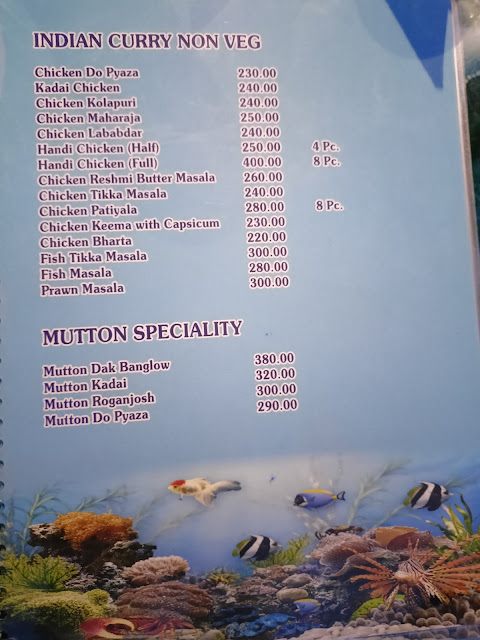 INDIAN CURRY NON VEG
Chicken Do Pyaza 230.00
Kadai Chicken 240.00
Chicken Kolapuri 240.00
Chicken Maharaja 250.00
Chicken Lababdar 240.00
Handi Chicken (Half) 250.00 4 Pc.
Handi Chicken (Full) 400.00 8 Pc.
Chicken Reshmi Butter Masala 260.00
Chicken Tikka Masala 240.00
Chicken Patiyala 280.00 8 Pc.
Chicken Keema with Capsicum 230.00
Chicken Bharta 220.00
Fish Tikka Masala 300.00
Fish Masala 280.00
Prawn Masala 300.00
MUTTON SPECIALITY
Mutton Dak Banglow 380.00
Mutton Kadai 320.00
Mutton Roganjosh 300.00
Mutton Do Pyaza 290.00